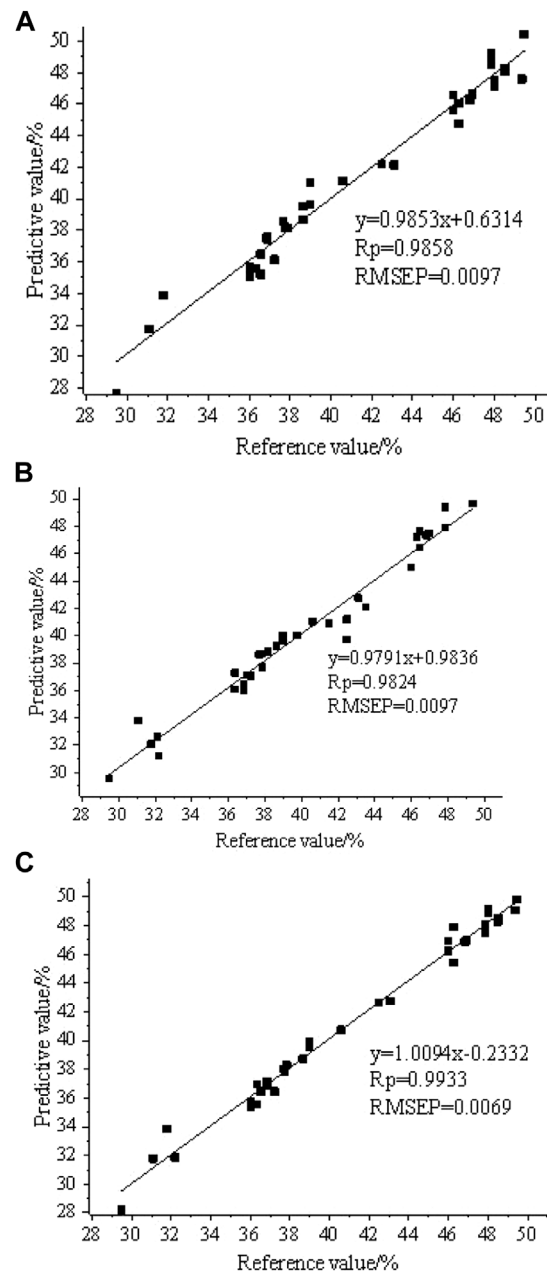 A
50
48
46
44
42
40
38
36
34
32
30
28
Predictive value/%
y=0.9853x+0.6314
Rp=0.9858
RMSEP=0.0097
28 30 32 34 36 38 40 42 44 46 48 50
Reference value/%
B
50
48
46
44
42
40
38
36
34
32
30
Predictive value/%
y=0.9791x+0.9836
Rp=0.9824
RMSEP=0.0097
28 30 32 34 36 38 40 42 44 46 48 50
Reference value/%
C
50
48
46
44
42
40
38
36
34
32
30
28
Predictive value/%
y=1.0094x-0.2332
Rp=0.9933
RMSEP=0.0069
28 30 32 34 36 38 40 42 44 46 48 50
Reference value/%